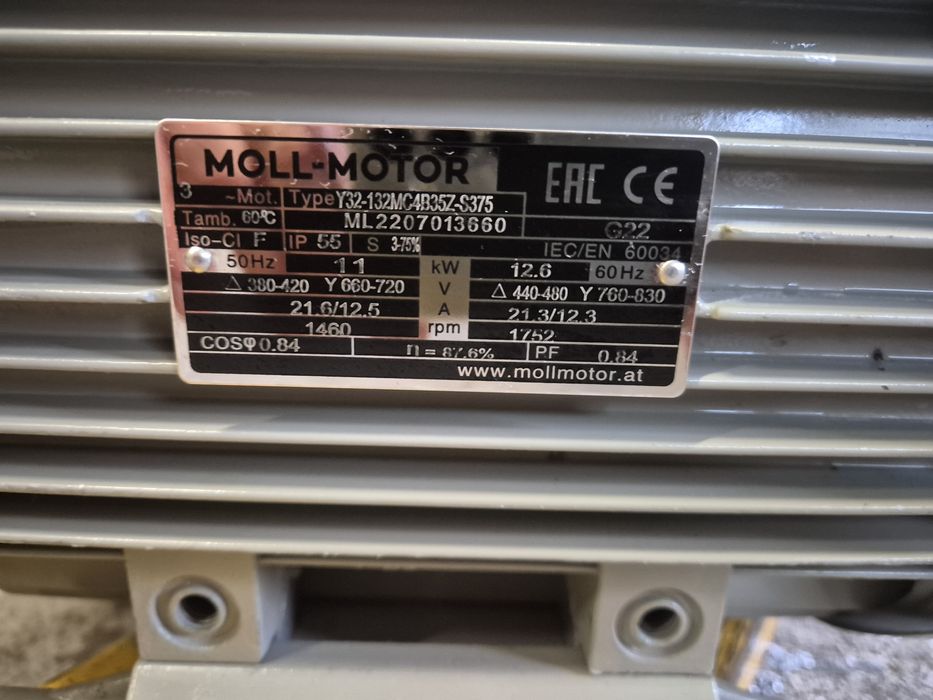 MOLL-MOTOR EAC CE
3 ~Mot. Type Y32-132MC4B35Z-S375
Tamb. 60°C ML2207013660 G22
Iso-Cl F IP 55 S 3-75% IEC/EN 60034
50Hz 11 kW 12.6 60Hz
Δ 380-420 Y 660-720 V Δ 440-480 Y 760-830
21.6/12.5 A 21.3/12.3
1460 rpm 1752
COSφ 0.84 η = 87.6% PF 0.84
www.mollmotor.at